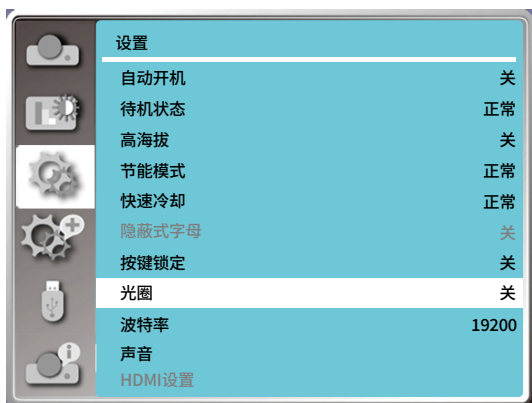 设置
自动开机 关
待机状态 正常
高海拔 关
节能模式 正常
快速冷却 正常
隐蔽式字母 关
按键锁定 关
光圈 关
波特率 19200
声音
HDMI设置